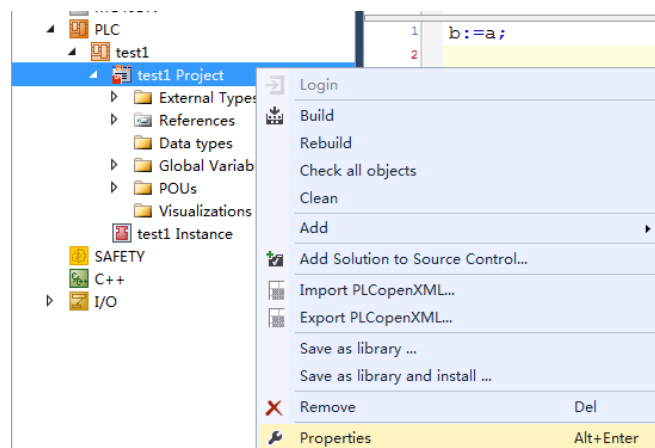 PLC
test1
test1 Project
External Types
References
Data types
Global Variab
POUs
Visualizations
test1 Instance
SAFETY
C++
I/O
1 b:=a;
2
Login
Build
Rebuild
Check all objects
Clean
Add
Add Solution to Source Control...
Import PLCopenXML...
Export PLCopenXML...
Save as library ...
Save as library and install ...
Remove Del
Properties Alt+Enter